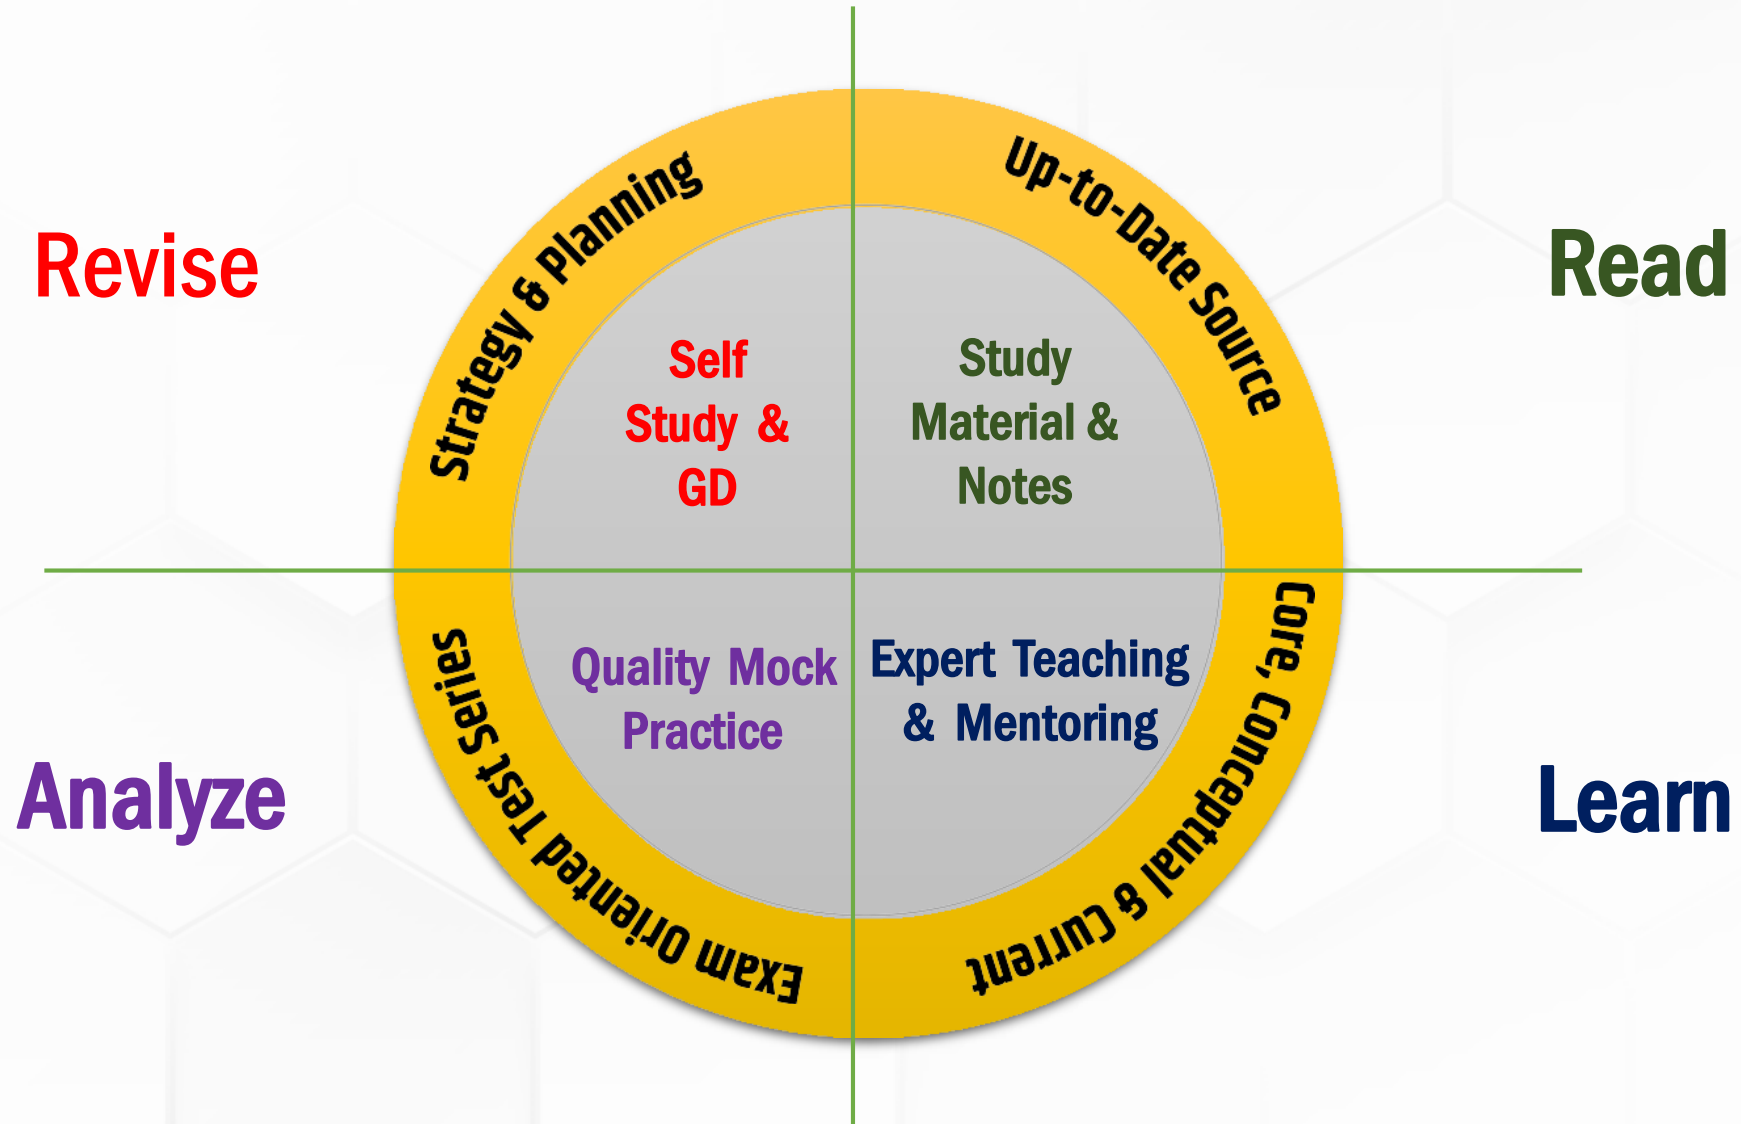 Revise
Strategy & Planning
Self
Study &
GD
Up-to-Date Source
Study
Material &
Notes
Read
Analyze
Exam Oriented Test Series
Quality Mock
Practice
Expert Teaching
& Mentoring
Core, Conceptual & Current
Learn